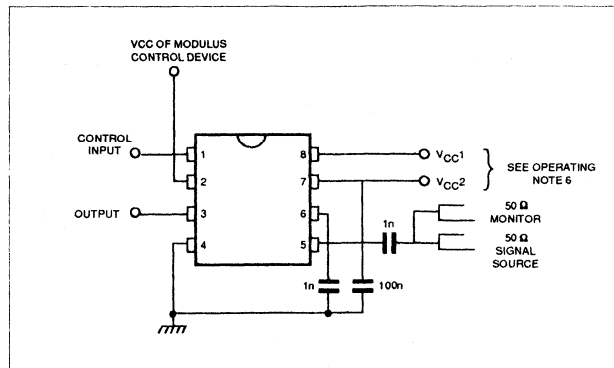 VCC OF MODULUS
CONTROL DEVICE
CONTROL
INPUT
1
8
VCC1
2
7
VCC2
SEE OPERATING
NOTE 6
OUTPUT
3
6
4
5
1n
50 Ω
MONITOR
50 Ω
SIGNAL
SOURCE
1n
100n